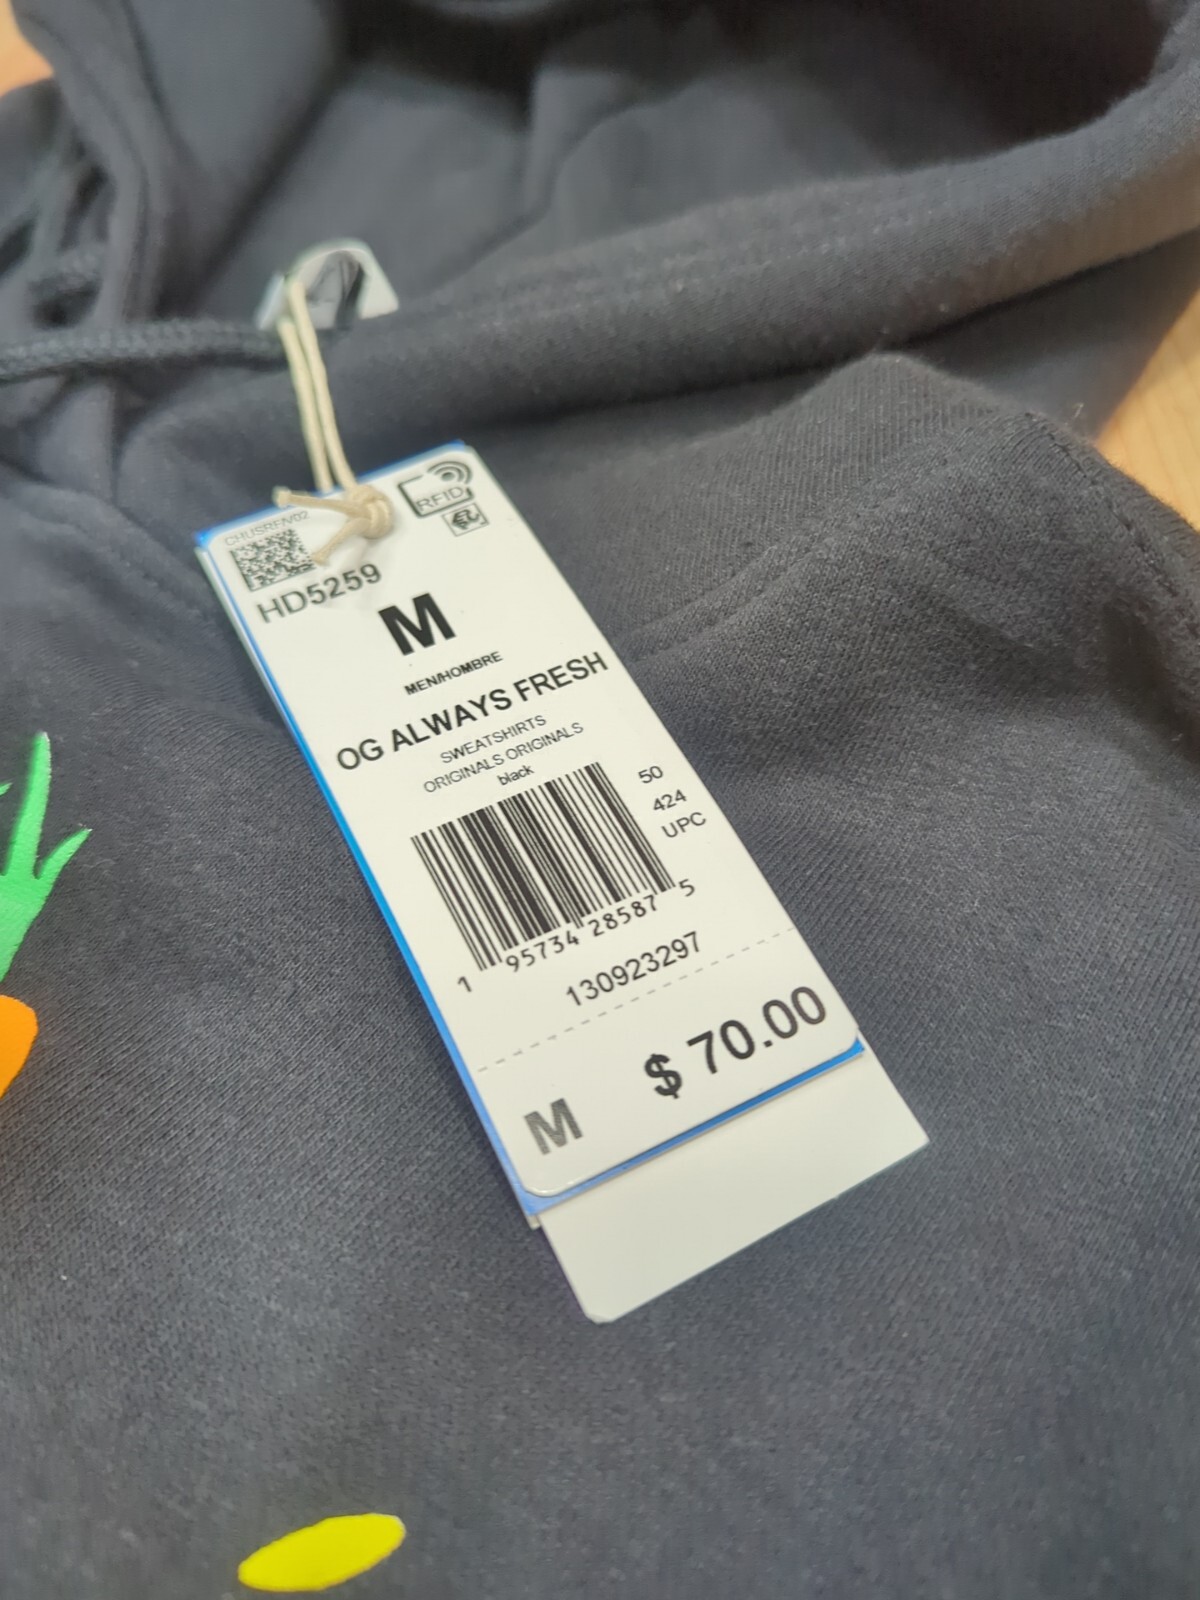 RFID
CHUSREIV02
HD5259
M
MEN/HOMBRE
OG ALWAYS FRESH
SWEATSHIRTS
ORIGINALS ORIGINALS
black
50
424
UPC
1 95734 28587 5
130923297
$ 70.00
M